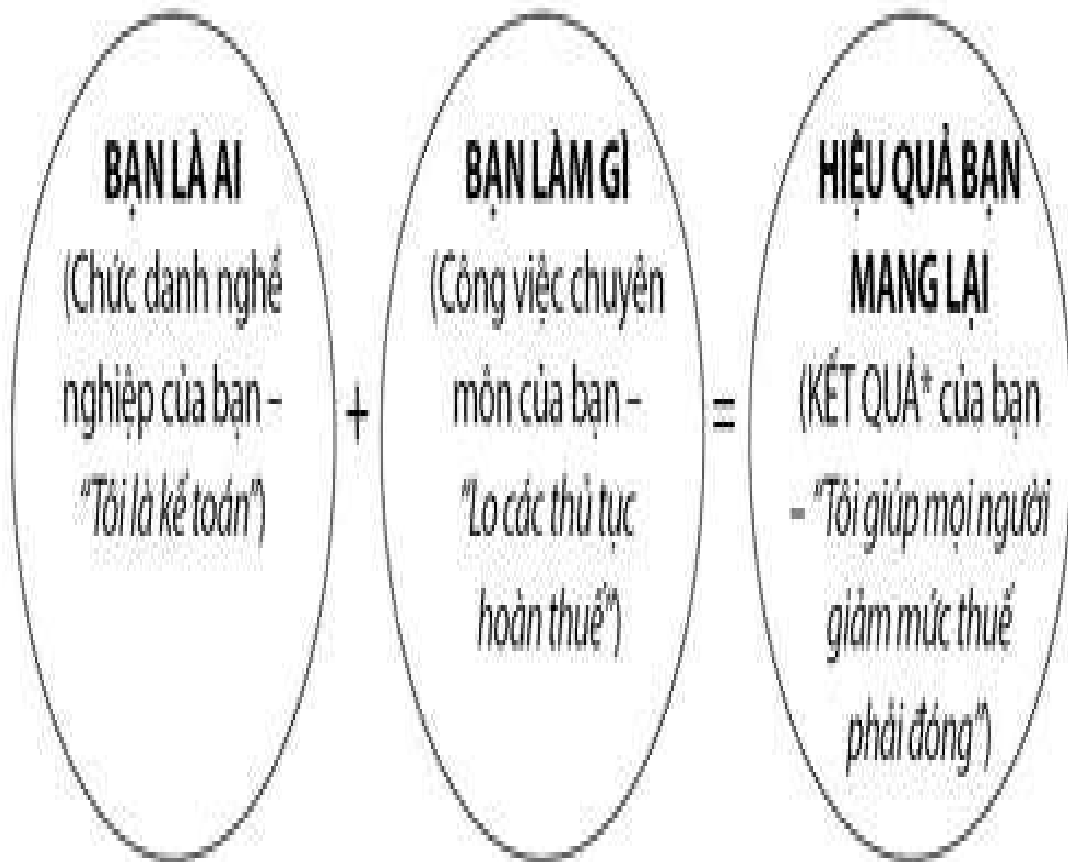 BẠN LÀ AI
(Chức danh nghề
nghiệp của bạn –
"Tôi là kế toán")
+
BẠN LÀM GÌ
(Công việc chuyên
môn của bạn –
"Lo các thủ tục
hoàn thuế")
=
HIỆU QUẢ BẠN
MANG LẠI
(KẾT QUẢ* của bạn
– "Tôi giúp mọi người
giảm mức thuế
phải đóng")